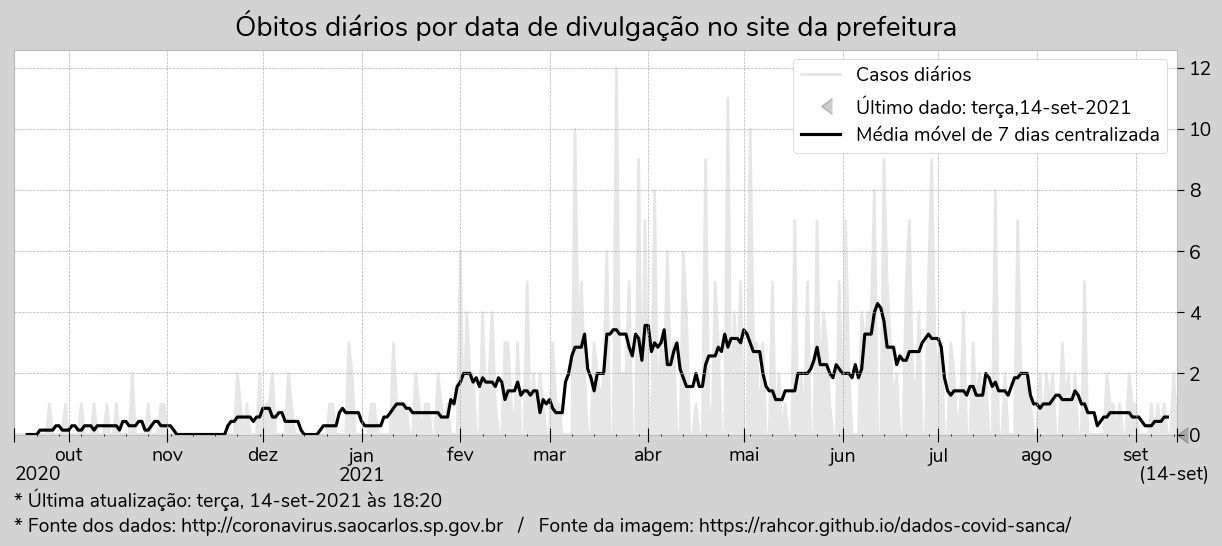 Óbitos diários por data de divulgação no site da prefeitura
Casos diários
Último dado: terça,14-set-2021
Média móvel de 7 dias centralizada
12
10
8
6
4
2
0
out nov dez jan fev mar abr mai jun jul ago set
2020 2021 (14-set)
* Última atualização: terça, 14-set-2021 às 18:20
* Fonte dos dados: http://coronavirus.saocarlos.sp.gov.br / Fonte da imagem: https://rahcor.github.io/dados-covid-sanca/